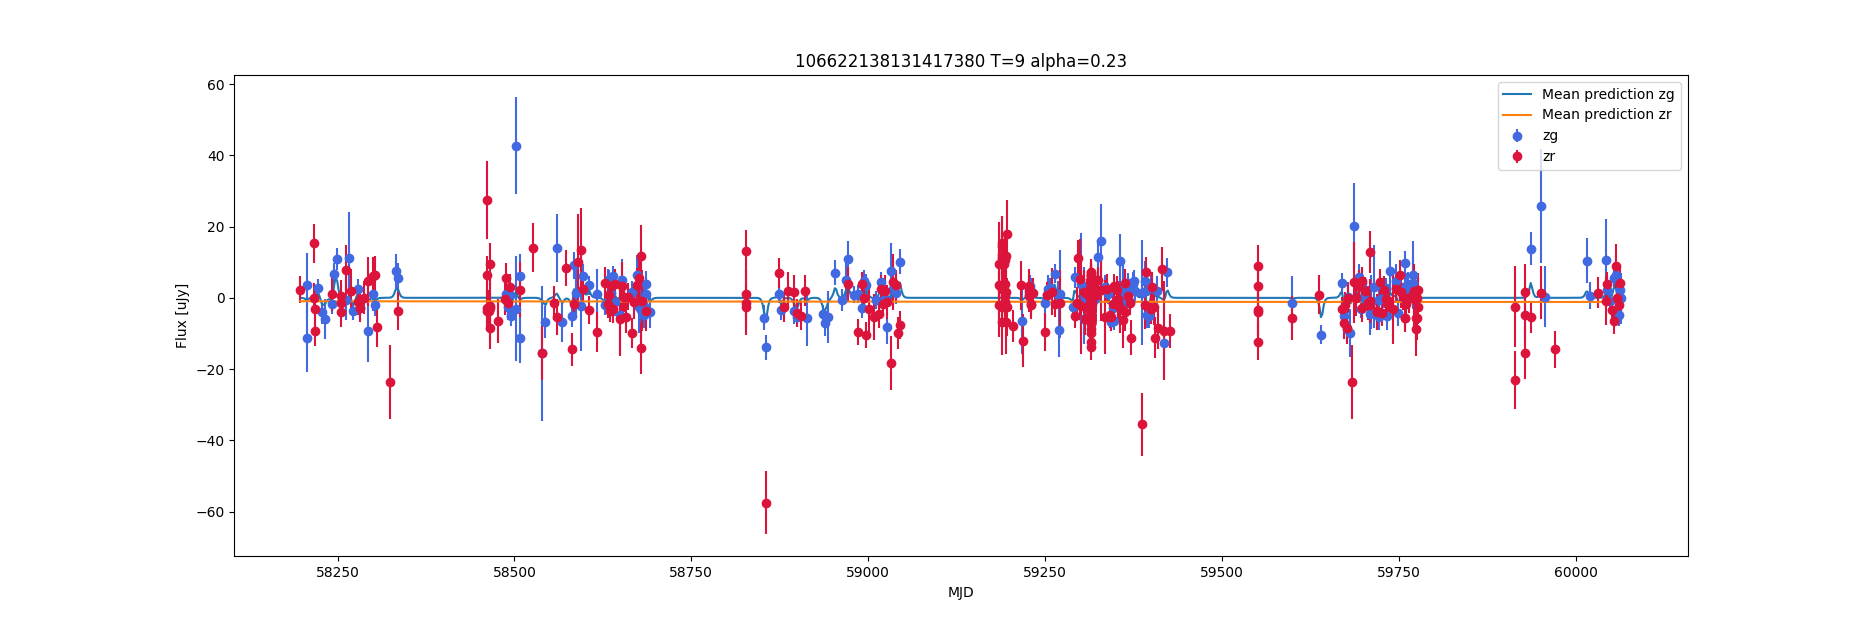 106622138131417380 T=9 alpha=0.23
Mean prediction zg
Mean prediction zr
zg
zr
60
40
20
0
−20
−40
−60
Flux [uJy]
58250 58500 58750 59000 59250 59500 59750 60000
MJD